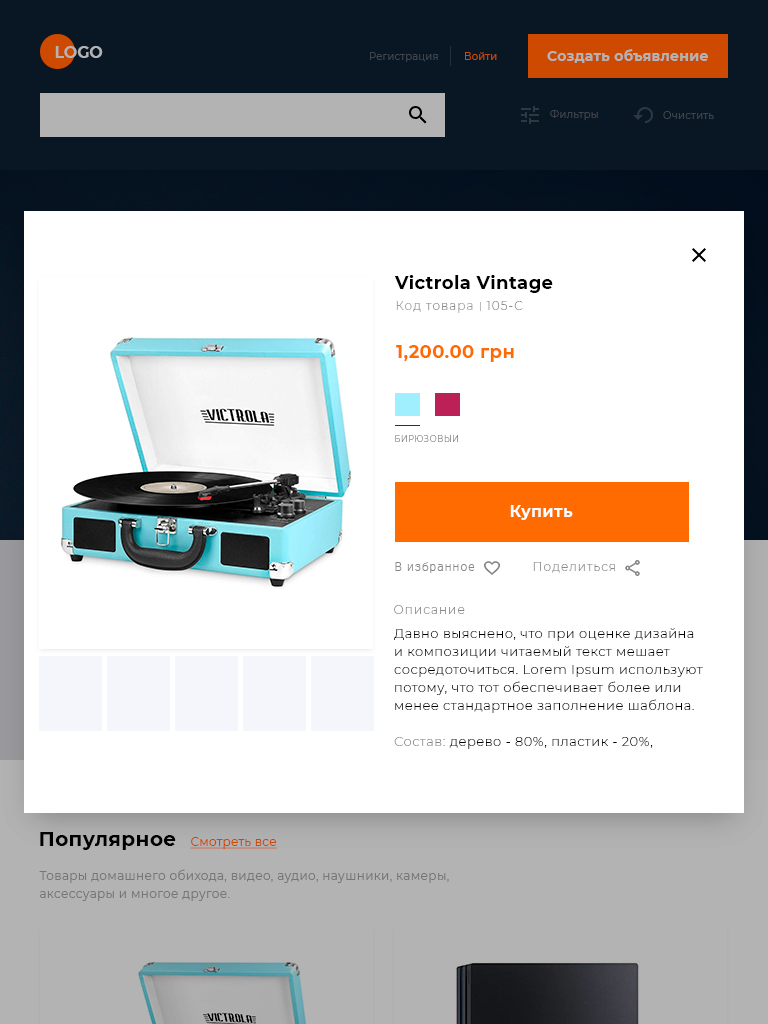 LOGO
Регистрация
Войти
Создать объявление
Фильтры
Очистить
Victrola Vintage
Код товара | 105-C
1,200.00 грн
БИРЮЗОВЫИ
VICTROLA
Купить
В избранное
Поделиться
Описание
Давно выяснено, что при оценке дизайна
и композиции читаемый текст мешает
сосредоточиться. Lorem Ipsum используют
потому, что тот обеспечивает более или
менее стандартное заполнение шаблона.
Состав: дерево - 80%, пластик - 20%,
Популярное Смотреть все
Товары домашнего обихода, видео, аудио, наушники, камеры,
аксессуары и многое другое.
VICTROLA